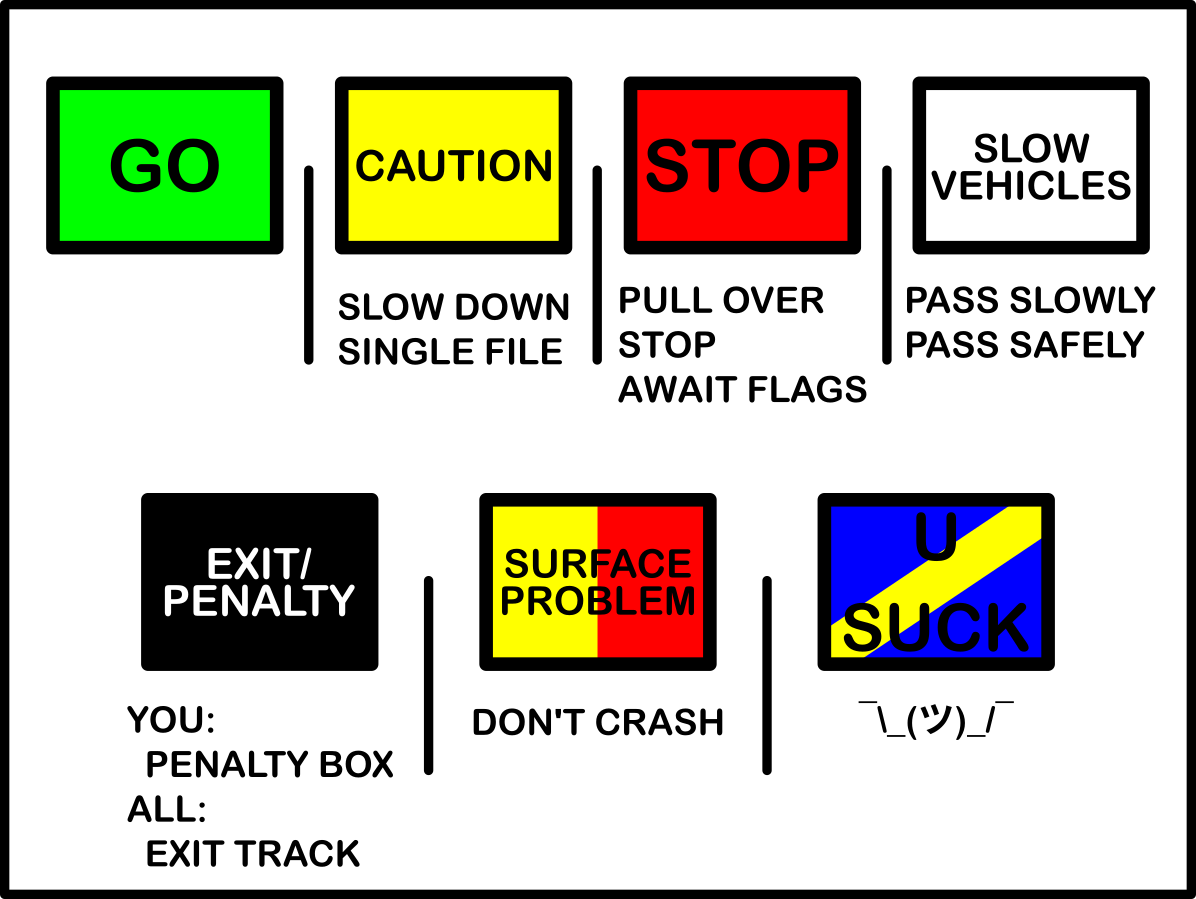 GO
CAUTION
SLOW DOWN
SINGLE FILE
STOP
PULL OVER
STOP
AWAIT FLAGS
SLOW
VEHICLES
PASS SLOWLY
PASS SAFELY
EXIT/
PENALTY
YOU:
PENALTY BOX
ALL:
EXIT TRACK
SURFACE
PROBLEM
DON'T CRASH
U
SUCK
¯\_(ツ)_/¯